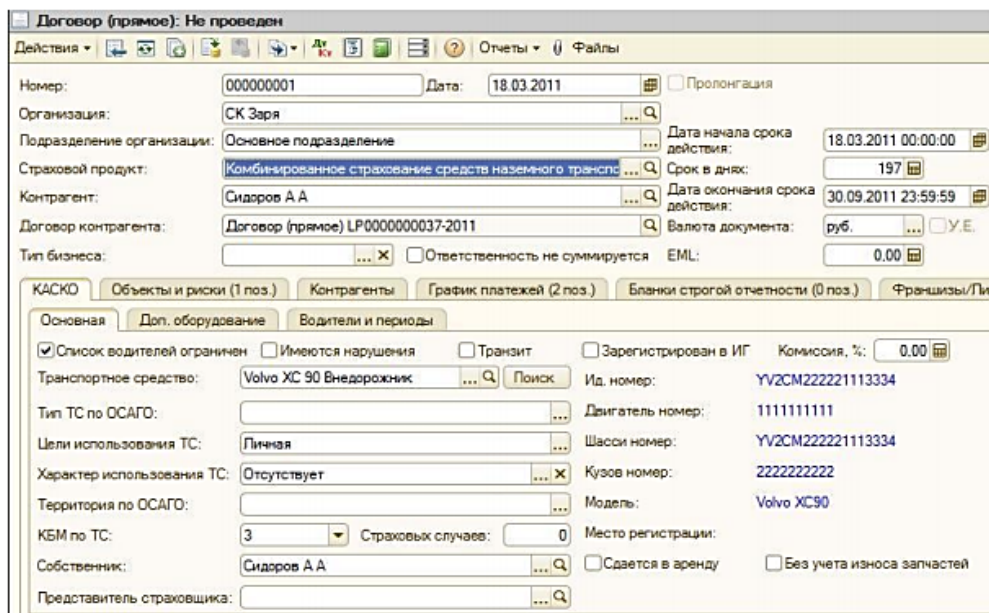 Договор (прямое): Не проведен
Действия Отчеты Файлы
Номер: 000000001 Дата: 18.03.2011 Пролонгация
Организация: СК Заря
Подразделение организации: Основное подразделение Дата начала срока действия: 18.03.2011 00:00:00
Страховой продукт: Комбинированное страхование средств наземного трансп ... Срок в днях: 197
Контрагент: Сидоров А А Дата окончания срока действия: 30.09.2011 23:59:59
Договор контрагента: Договор (прямое) LP0000000037-2011 Валюта документа: руб. ... У.Е.
Тип бизнеса: ... Ответственность не суммируется EML: 0,00
КАСКО Объекты и риски (1 поз.) Контрагенты График платежей (2 поз.) Бланки строгой отчетности (0 поз.) Франшизы/Ли
Основная Доп. оборудование Водители и периоды
Список водителей ограничен Имеются нарушения Транзит Зарегистрирован в ИГ Комиссия, %: 0.00
Транспортное средство: Volvo XC 90 Внедорожник ... Поиск Ид. номер: YV2CM222221113334
Тип ТС по ОСАГО: ... Двигатель номер: 1111111111
Цели использования ТС: Личная ... Шасси номер: YV2CM222221113334
Характер использования ТС: Отсутствует ... Кузов номер: 2222222222
Территория по ОСАГО: ... Модель: Volvo XC90
КБМ по ТС: 3 Страховых случаев: 0 Место регистрации:
Собственник: Сидоров А А ... Сдается в аренду Без учета износа запчастей
Представитель страховщика: ...